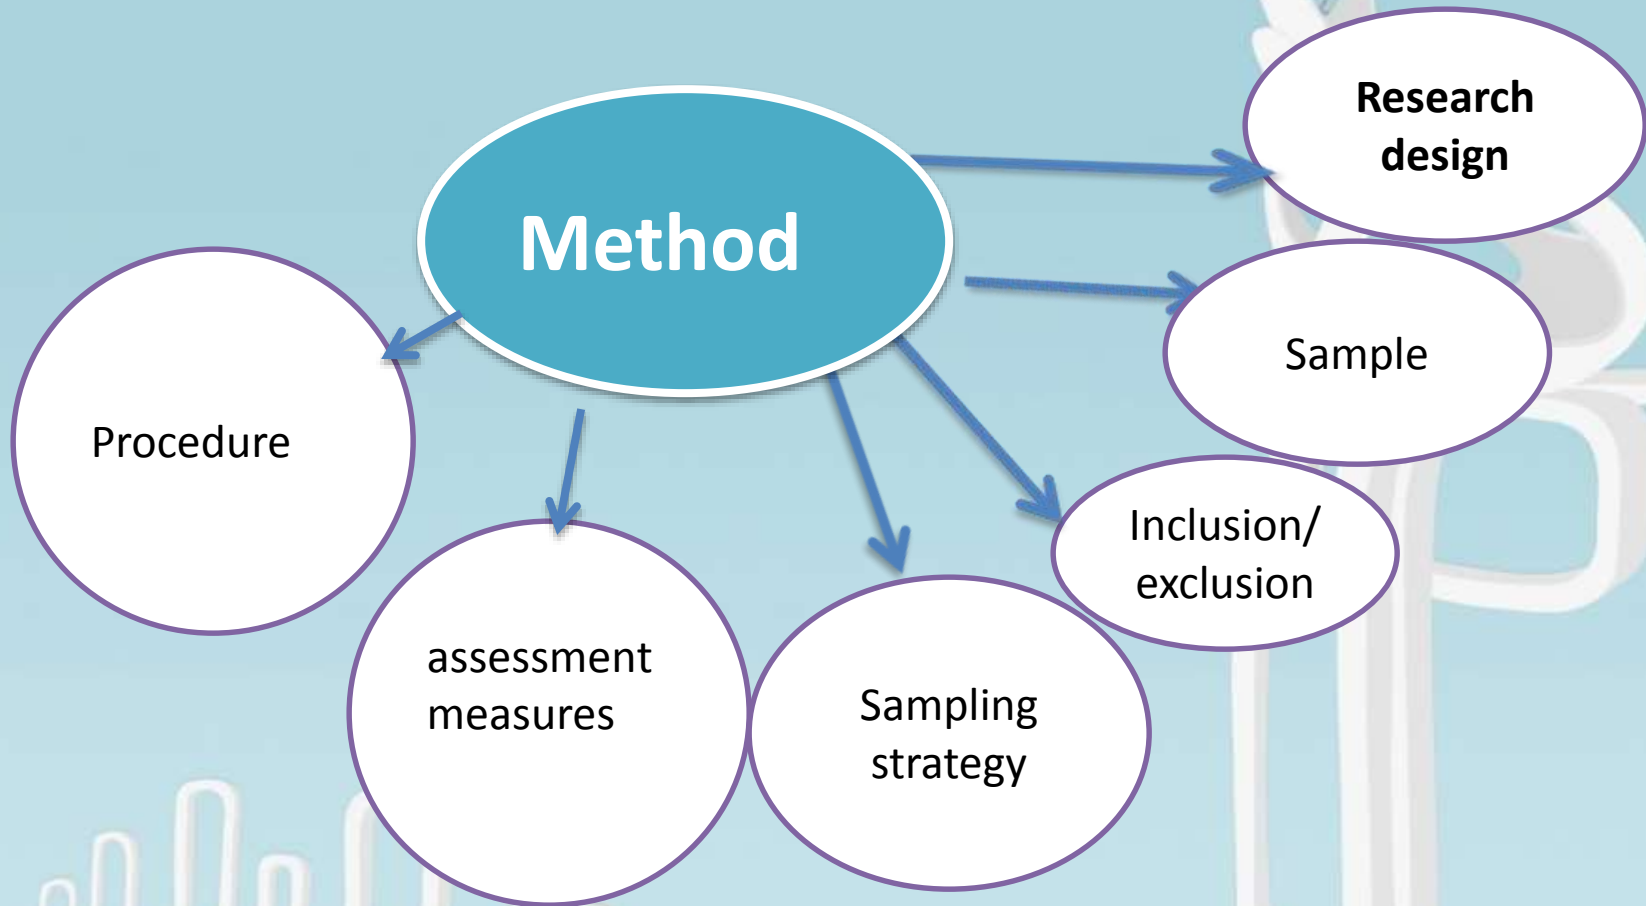 Method
Research
design
Sample
Inclusion/
exclusion
Sampling
strategy
assessment
measures
Procedure